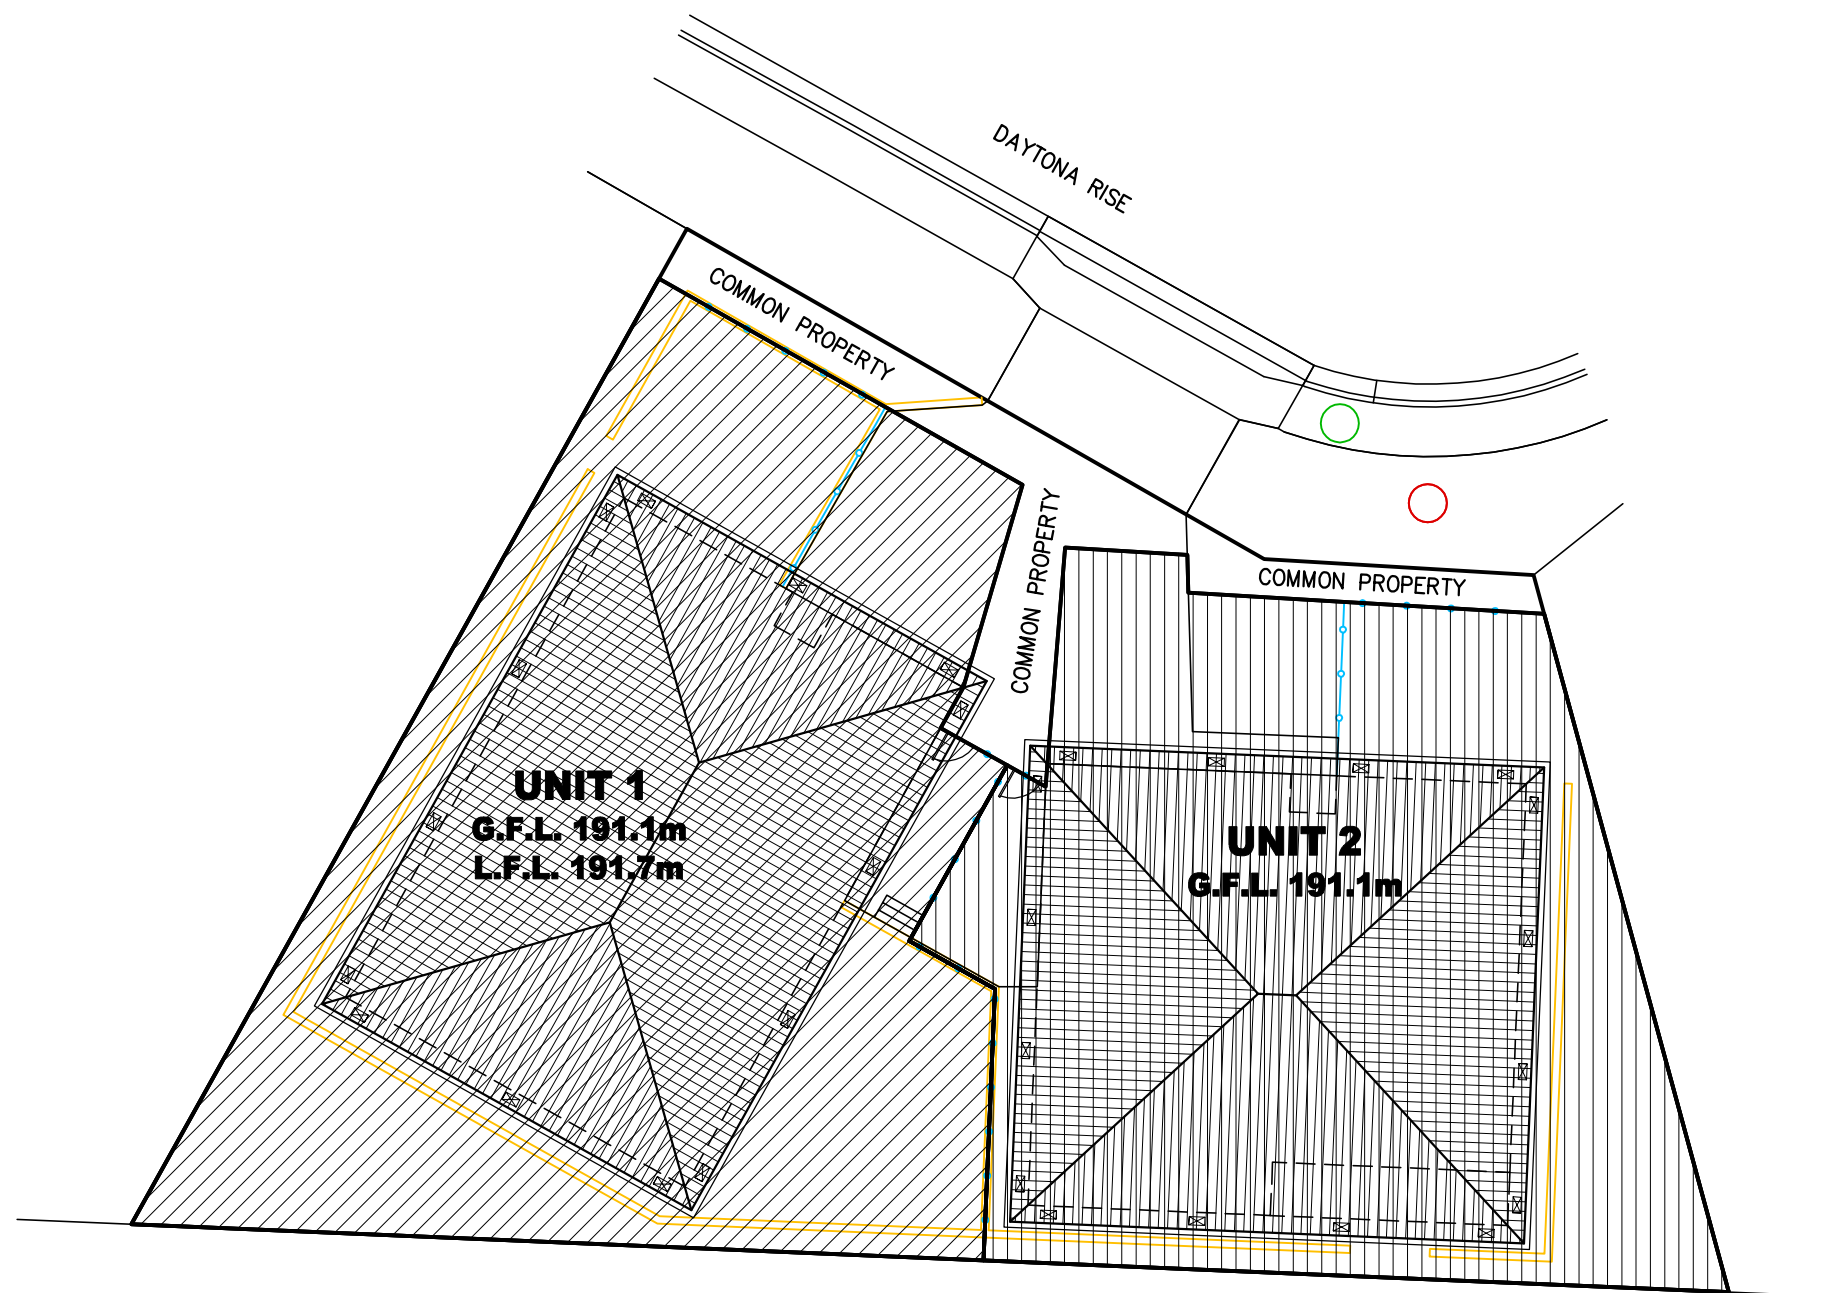 DAYTONA RISE
COMMON PROPERTY
COMMON PROPERTY
COMMON PROPERTY
UNIT 1
G.F.L. 191.1m
L.F.L. 191.7m
UNIT 2
G.F.L. 191.1m